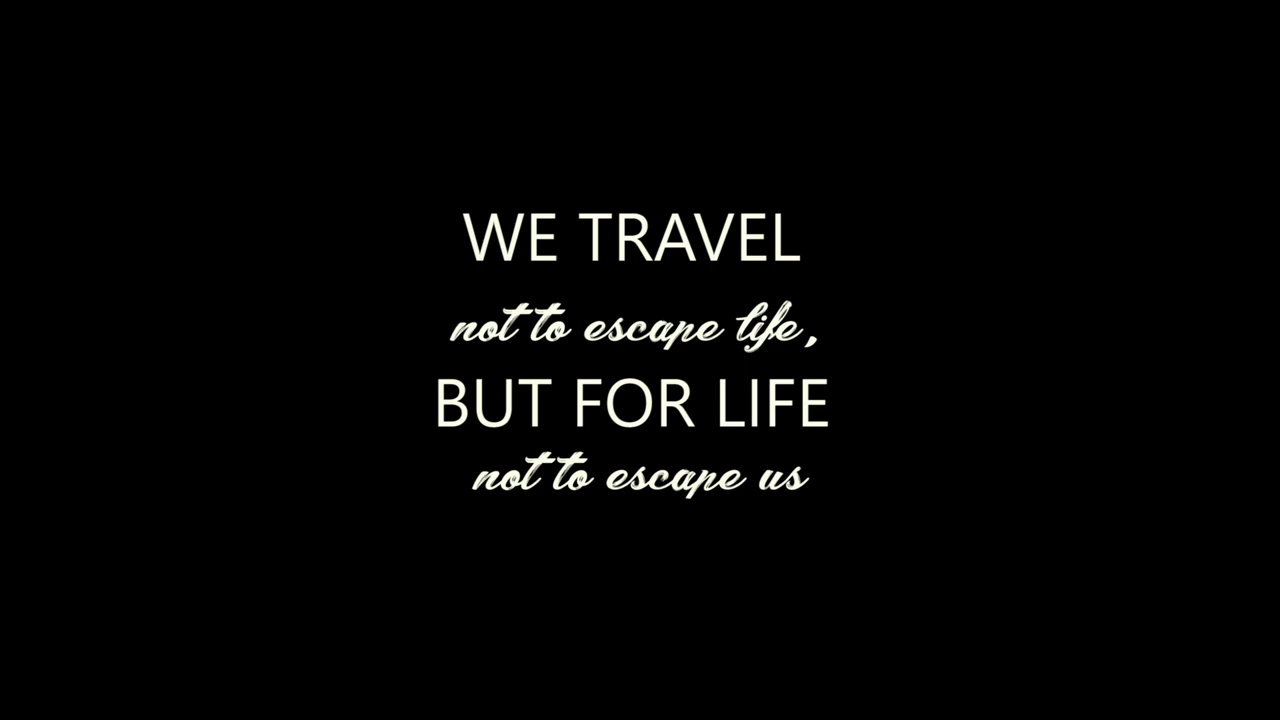 WE TRAVEL
not to escape life,
BUT FOR LIFE
not to escape us